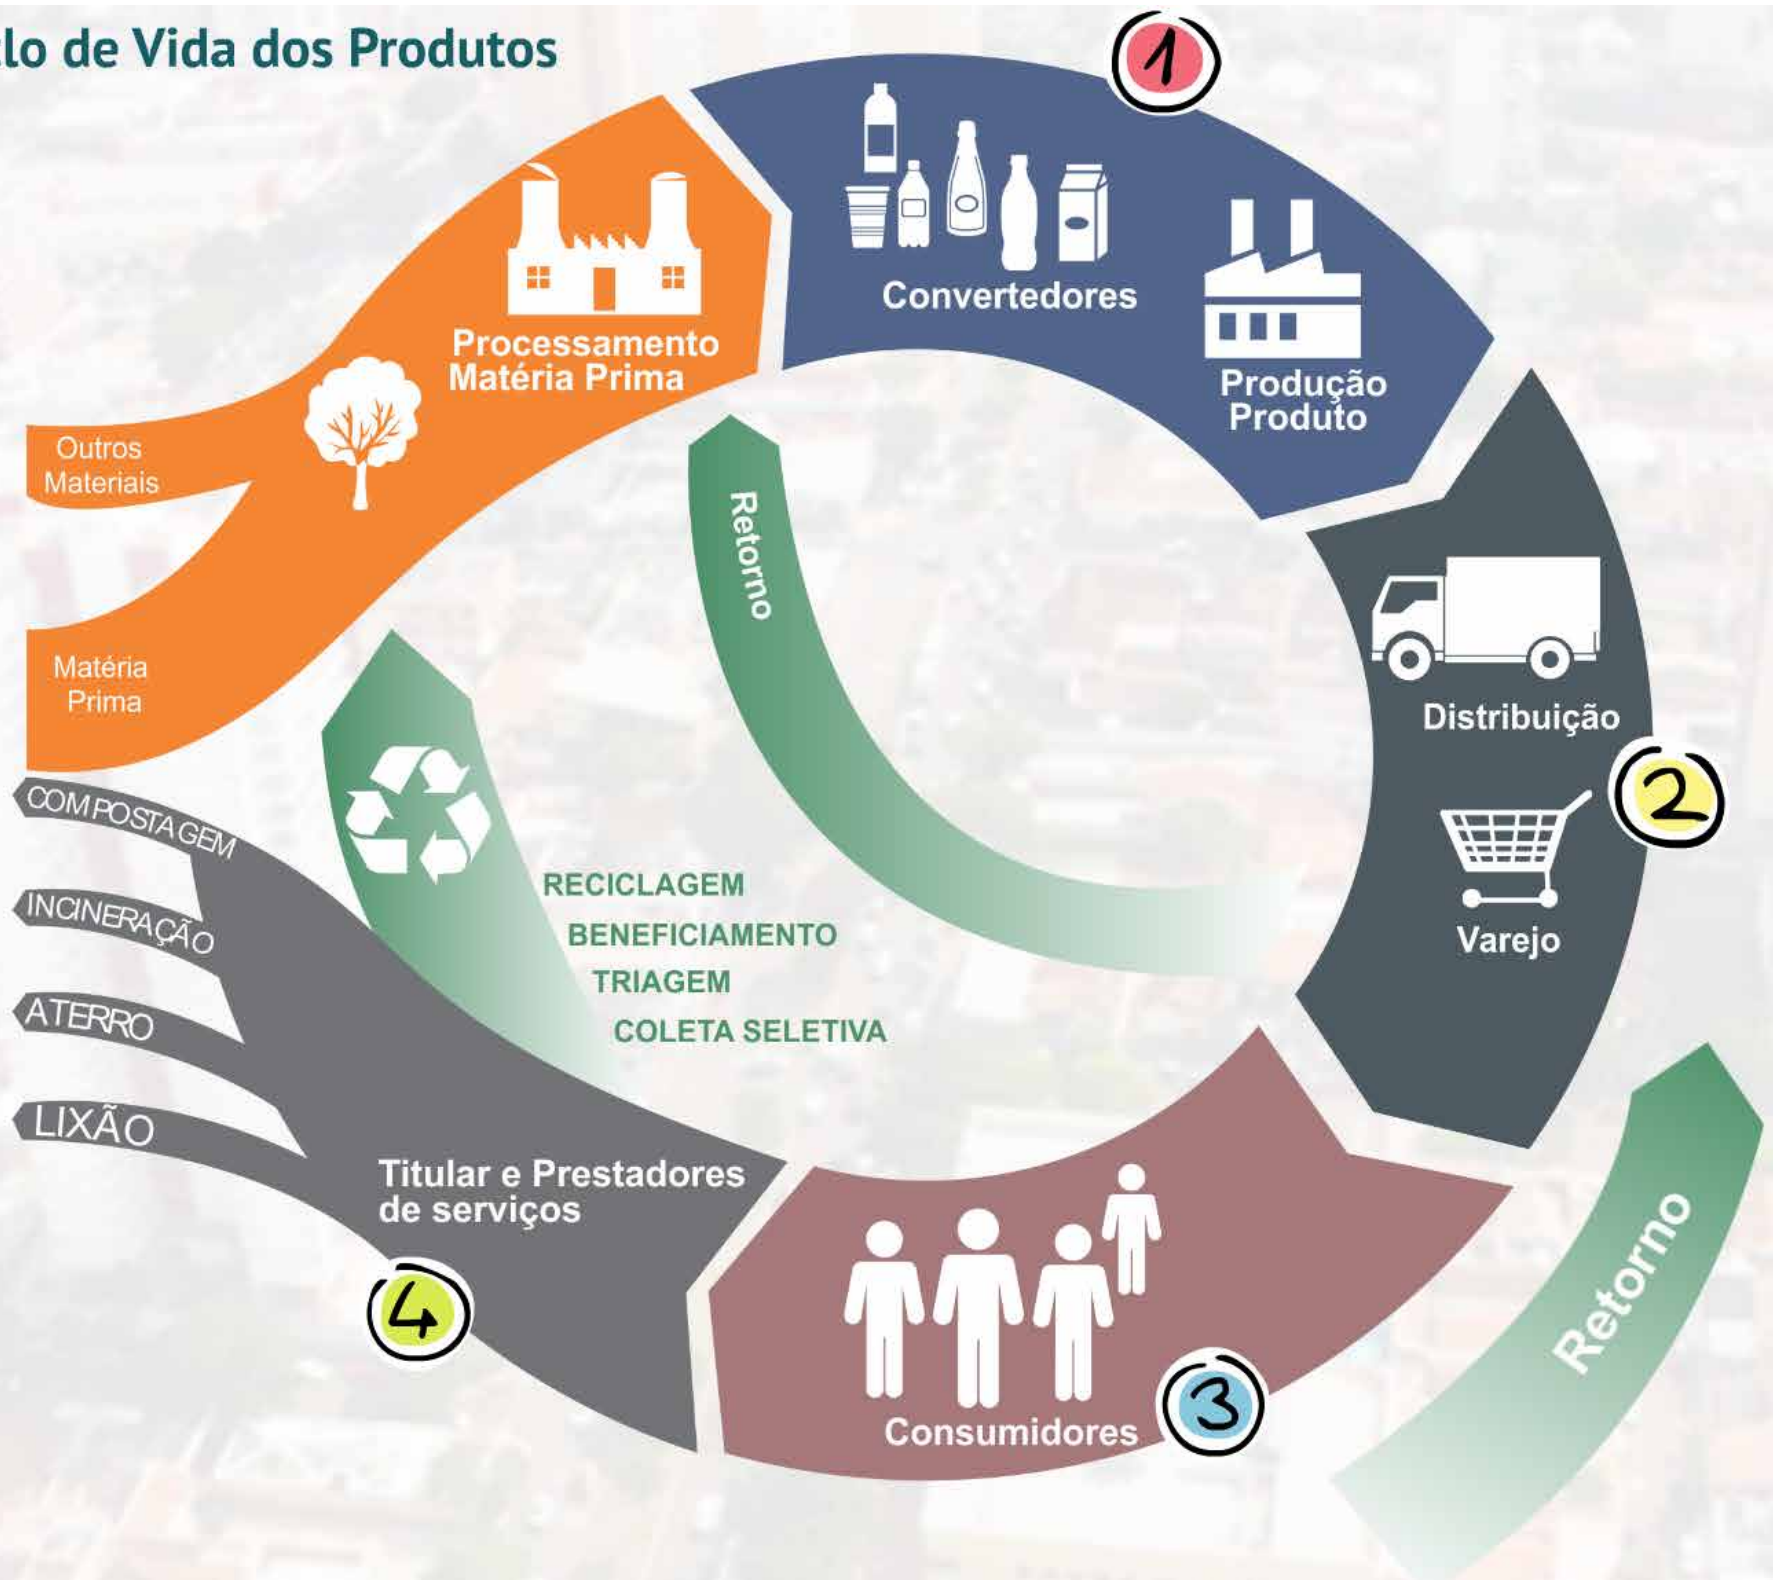 de Vida dos Produtos
1
Convertedores
Produção
Produto
Processamento
Matéria Prima
Outros
Materiais
Matéria
Prima
Retorno
Distribuição
2
Varejo
COMPOSTAGEM
INCINERAÇÃO
ATERRO
LIXÃO
RECICLAGEM
BENEFICIAMENTO
TRIAGEM
COLETA SELETIVA
Titular e Prestadores
de serviços
4
Consumidores
3
Retorno